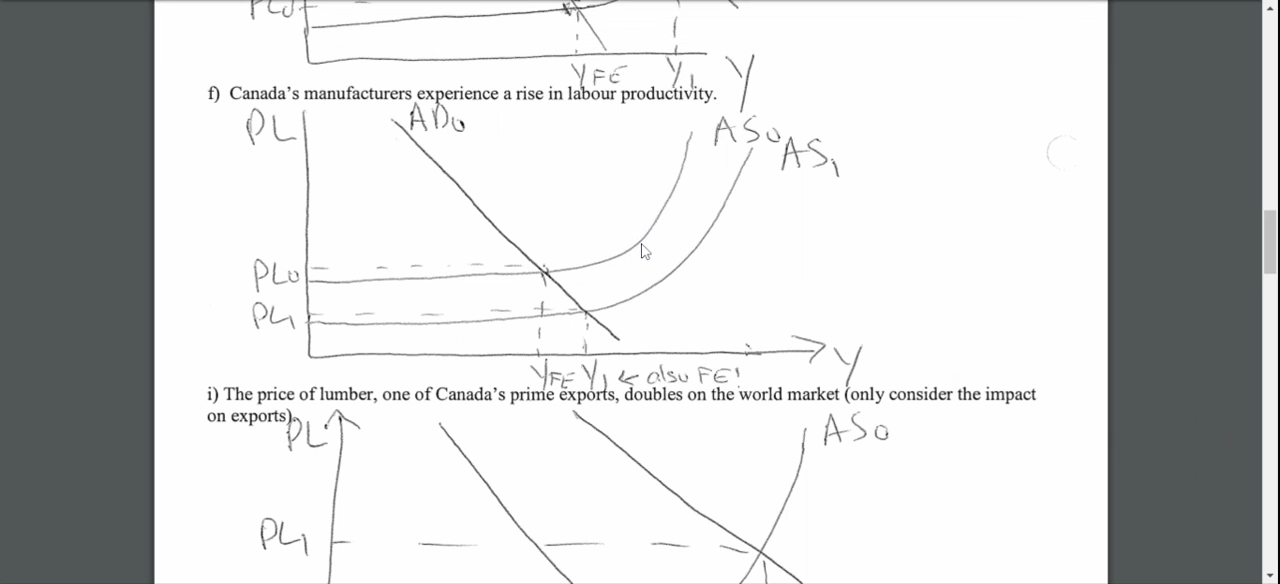 PL0
YFE Y1 Y
f) Canada's manufacturers experience a rise in labour productivity.
PL AD0 AS0 AS1
PL0
PL1
YFE Y1 ← also FE! Y
i) The price of lumber, one of Canada's prime exports, doubles on the world market (only consider the impact
on exports).
PL AS0
PL1